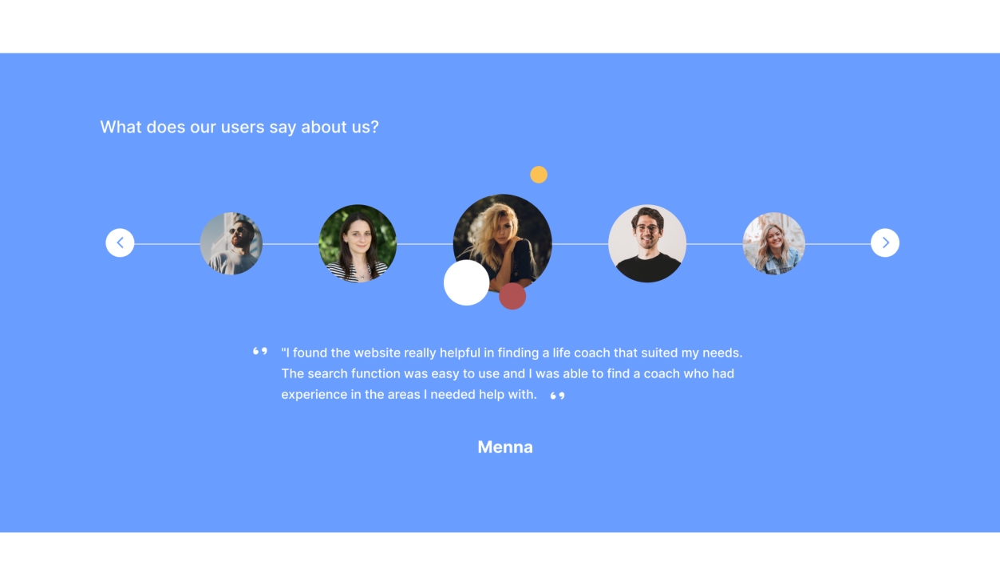 What does our users say about us?
"I found the website really helpful in finding a life coach that suited my needs.
The search function was easy to use and I was able to find a coach who had
experience in the areas I needed help with.
Menna